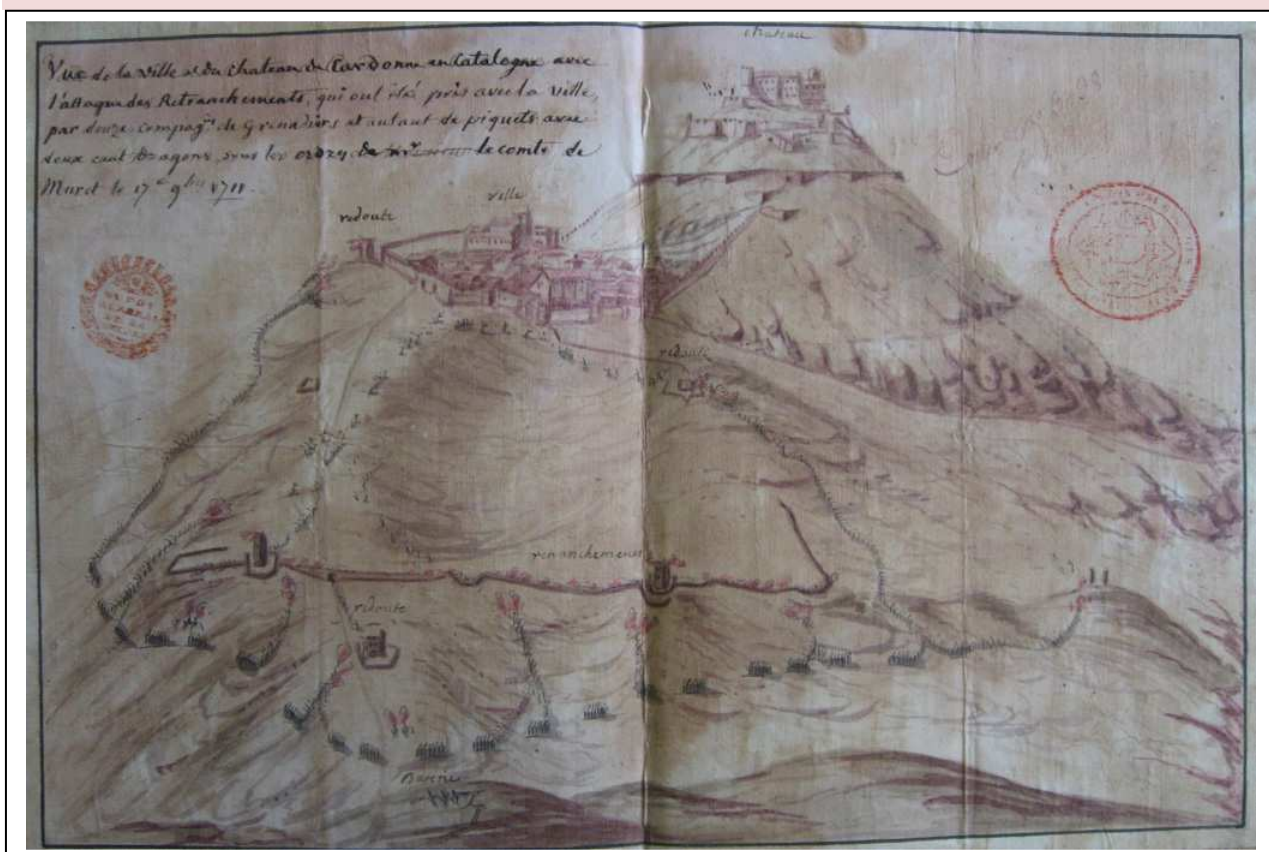 Vue de la Ville et du chateau de Cardonne en Catalogne avec
l'attaque des Retranchements, qui ont été pris avec la ville,
par douze compag.es de Grenadiers et autant de piquets avec
deux cent Dragons sous les ordres de Mr le comte de
Muret le 17e 9bre 1711.
chateau
ville
redoute
redoute
retranchement
redoute